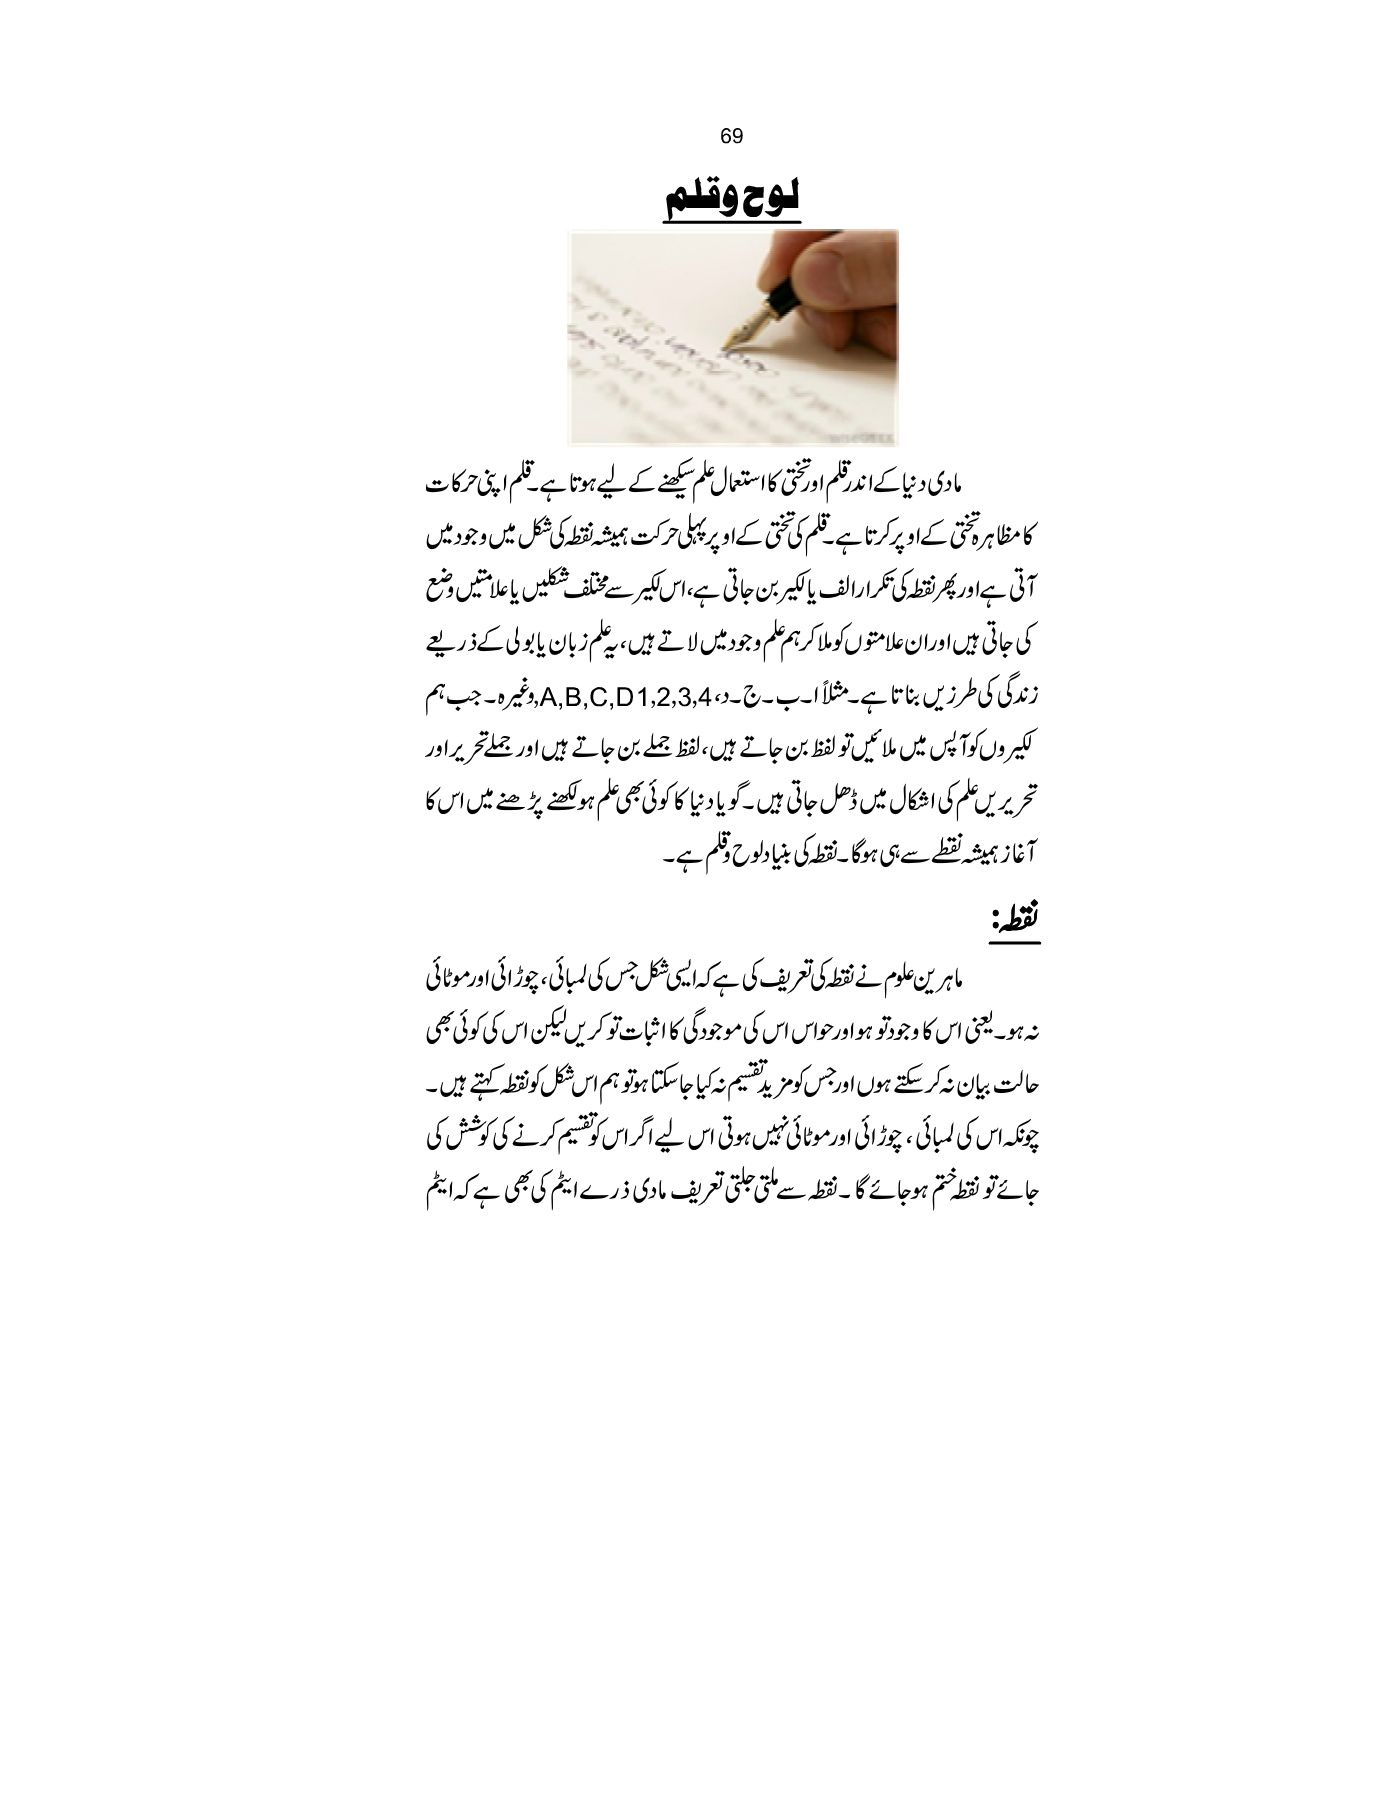 69
لوح وقلم
مادی دنیا کے اندر قلم اور تختی کا استعمال علم سیکھنے کے لیے ہوتا ہے۔ قلم اپنی حرکات
کا مظاہرہ تختی کے اوپر کرتا ہے۔ قلم کی تختی کے اوپر پہلی حرکت ہمیشہ نقطہ کی شکل میں وجود میں
آتی ہے اور پھر نقطہ کی تکرار الف یا لکیر بن جاتی ہے، اس لکیر سے مختلف شکلیں یا علامتیں وضع
کی جاتی ہیں اور ان علامتوں کو ملا کر ہم علم وجود میں لاتے ہیں، یہ علم زبان یا بولی کے ذریعے
زندگی کی طرزیں بناتا ہے۔ مثلاً ا۔ب۔ج۔د، A,B,C,D 1,2,3,4, وغیرہ۔ جب ہم
لکیروں کو آپس میں ملائیں تو لفظ بن جاتے ہیں، لفظ جملے بن جاتے ہیں اور جملے تحریر اور
تحریریں علم کی اشکال میں ڈھل جاتی ہیں۔ گویا دنیا کا کوئی بھی علم ہو لکھنے پڑھنے میں اس کا
آغاز ہمیشہ نقطے سے ہی ہوگا۔ نقطہ کی بنیاد لوح وقلم ہے۔
نقطہ:
ماہرین علوم نے نقطہ کی تعریف کی ہے کہ ایسی شکل جس کی لمبائی، چوڑائی اور موٹائی
نہ ہو۔ یعنی اس کا وجود تو ہو اور حواس اس کی موجودگی کا اثبات تو کریں لیکن اس کی کوئی بھی
حالت بیان نہ کر سکتے ہوں اور جس کو مزید تقسیم نہ کیا جا سکتا ہو تو ہم اس شکل کو نقطہ کہتے ہیں۔
چونکہ اس کی لمبائی، چوڑائی اور موٹائی نہیں ہوتی اس لیے اگر اس کو تقسیم کرنے کی کوشش کی
جائے تو نقطہ ختم ہو جائے گا۔ نقطہ سے ملتی جلتی تعریف مادی ذرے ایٹم کی بھی ہے کہ ایٹم